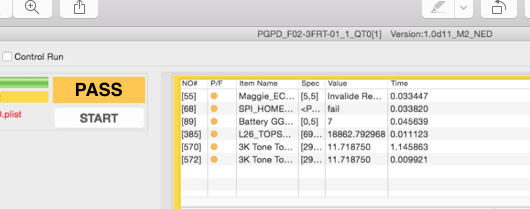 PGPD_F02-3FRT-01_1_QT0[1] Version:1.0d11_M2_NED
Control Run
PASS
.plist
START
NO# P/F Item Name Spec Value Time
[55] Maggie_EC... [5,5] Invalide Re... 0.033447
[68] SPI_HOME... <P... fail 0.033820
[89] Battery GG... [0,5] 7 0.045639
[385] L26_TOPS... [69... 18862.792968 0.011123
[570] 3K Tone To... [29... 11.718750 1.145863
[572] 3K Tone To... [29... 11.718750 0.009921